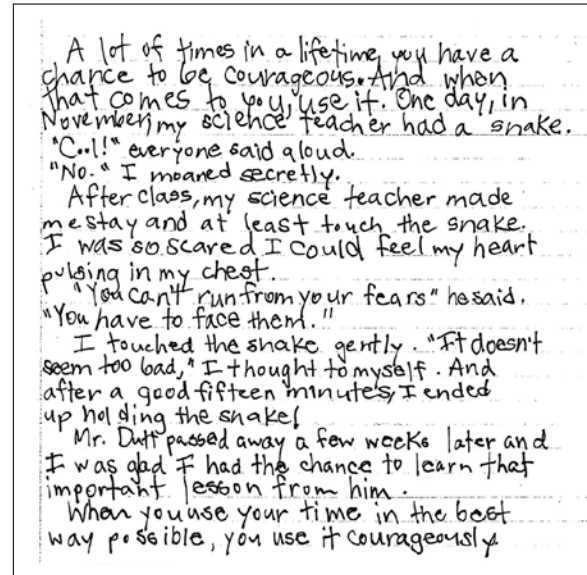 A lot of times in a lifetime, you have a
chance to be courageous. And when
that comes to you, use it. One day, in
November, my science teacher had a snake.
"C..l!" everyone said aloud.
"No." I moaned secretly.
After class, my science teacher made
me stay and at least touch the snake.
I was so scared I could feel my heart
pulsing in my chest.
"You can't run from your fears" he said.
"You have to face them."
I touched the snake gently. "It doesn't
seem too bad," I thought to myself. And
after a good fifteen minutes, I ended
up holding the snake!
Mr. Duff passed away a few weeks later and
I was glad I had the chance to learn that
important lesson from him.
When you use your time in the best
way possible, you use it courageously